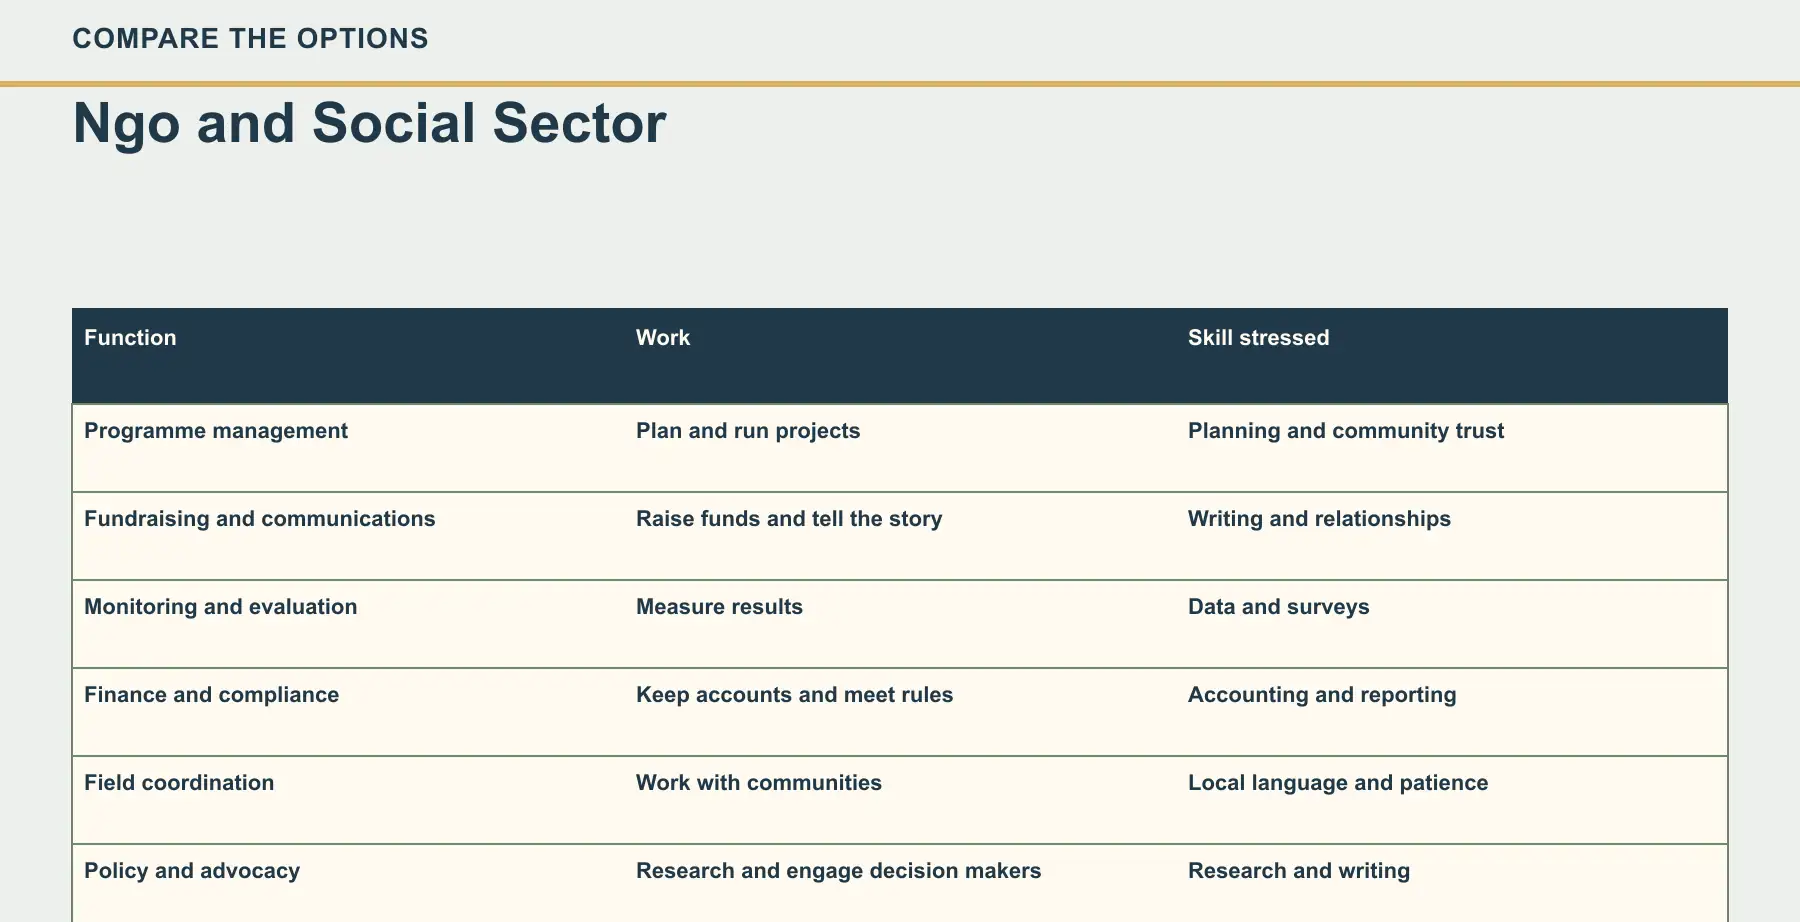 COMPARE THE OPTIONS
Ngo and Social Sector
Function Work Skill stressed
Programme management Plan and run projects Planning and community trust
Fundraising and communications Raise funds and tell the story Writing and relationships
Monitoring and evaluation Measure results Data and surveys
Finance and compliance Keep accounts and meet rules Accounting and reporting
Field coordination Work with communities Local language and patience
Policy and advocacy Research and engage decision makers Research and writing